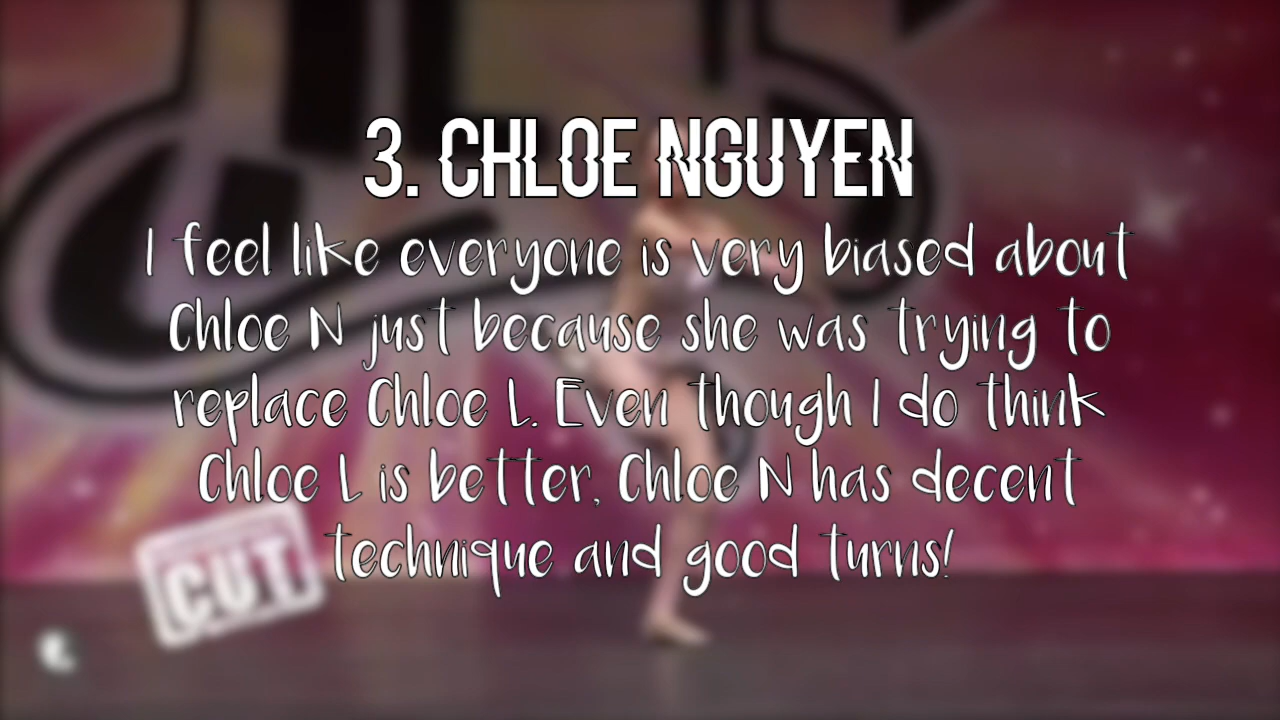 3. CHLOE NGUYEN
I feel like everyone is very biased about
Chloe N just because she was trying to
replace Chloe L. Even though I do think
Chloe L is better, Chloe N has decent
technique and good turns!
CUT